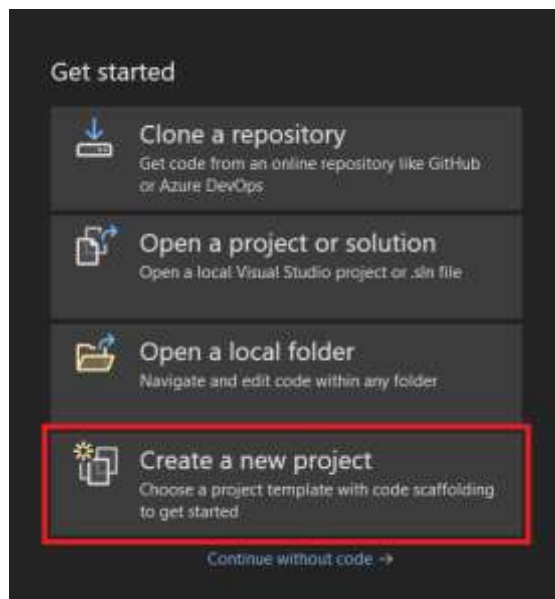 Get started
Clone a repository
Get code from an online repository like GitHub
or Azure DevOps
Open a project or solution
Open a local Visual Studio project or .sln file
Open a local folder
Navigate and edit code within any folder
Create a new project
Choose a project template with code scaffolding
to get started
Continue without code →